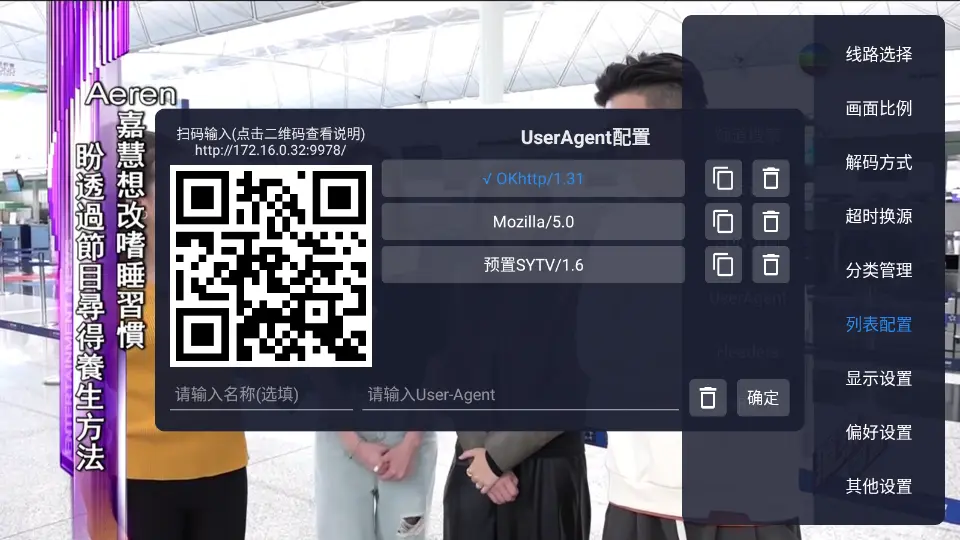 Aeren
嘉慧想改嗜睡習慣
盼透過節目尋得養生方法
ENTERTAINMENT NEWS
扫码输入(点击二维码查看说明)
http://172.16.0.32:9978/
UserAgent配置
✓ OKhttp/1.31
Mozilla/5.0
预置SYTV/1.6
UserAgent
请输入名称(选填)
请输入User-Agent
确定
线路选择
画面比例
解码方式
超时换源
分类管理
列表配置
显示设置
偏好设置
其他设置